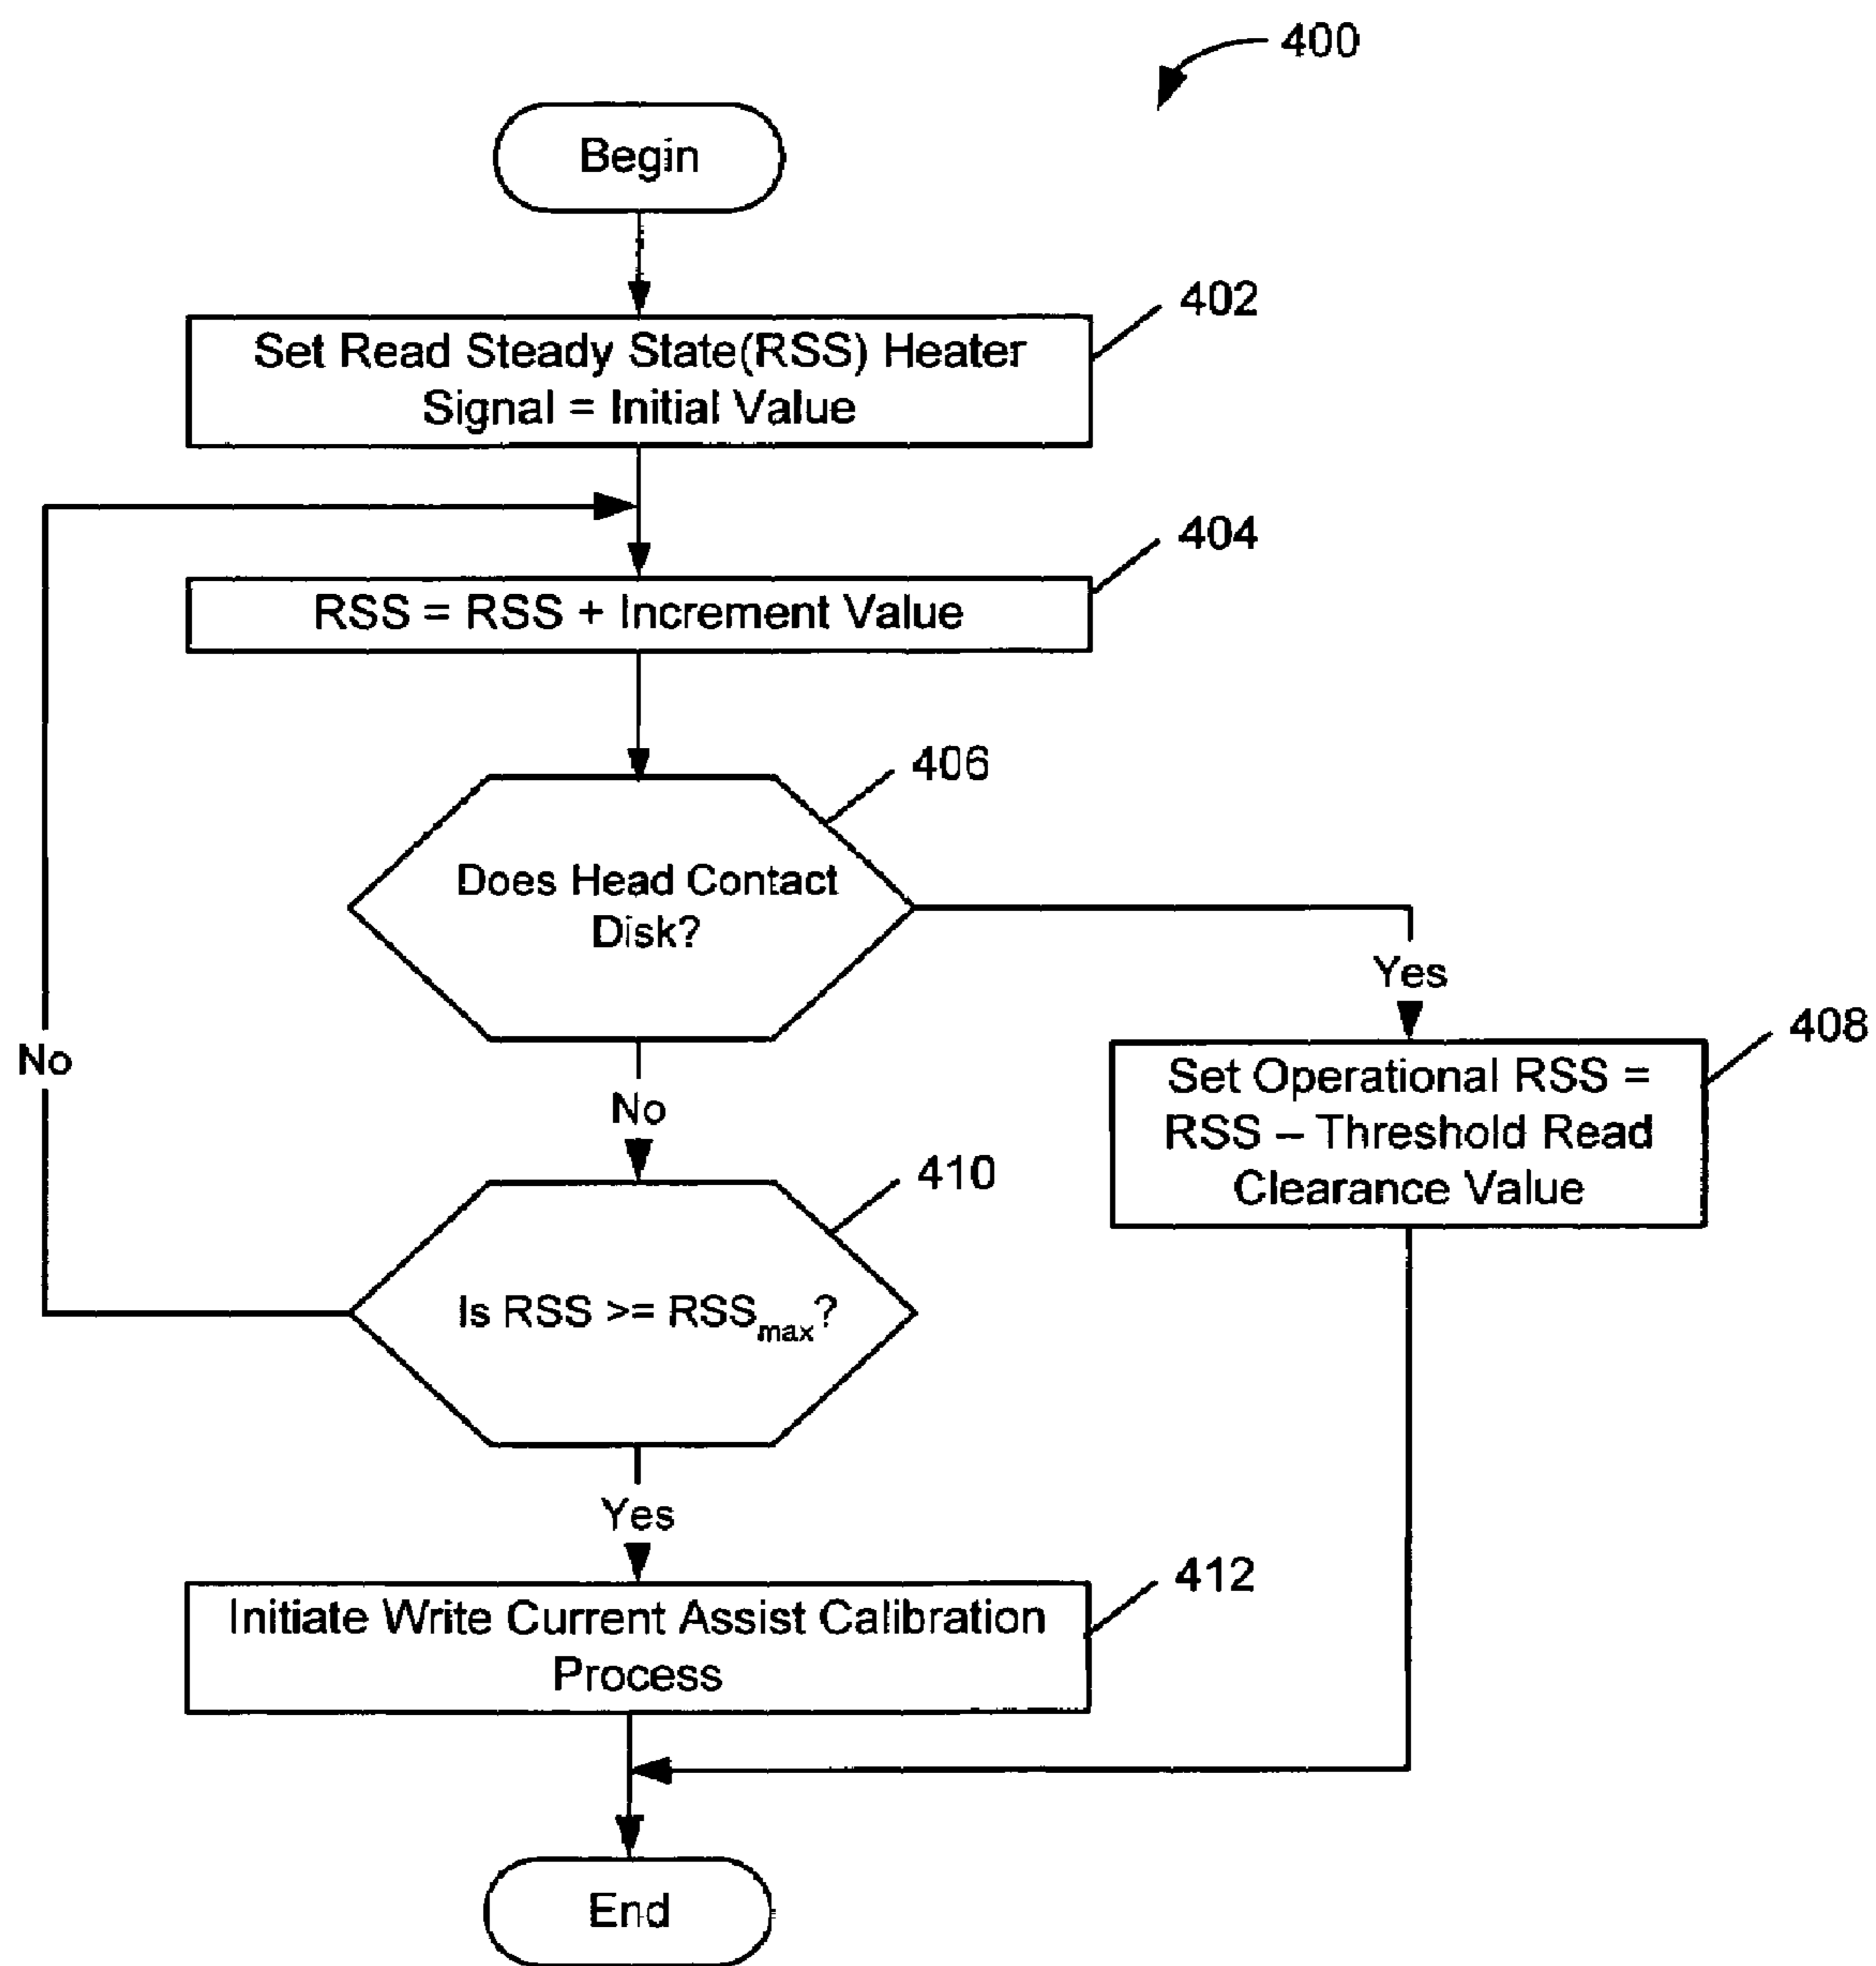 400
Begin
402
Set Read Steady State(RSS) Heater
Signal = Initial Value
404
RSS = RSS + Increment Value
406
Does Head Contact
Disk?
Yes
408
Set Operational RSS =
RSS – Threshold Read
Clearance Value
No
No
410
Is RSS >= RSSmax?
Yes
412
Initiate Write Current Assist Calibration
Process
End